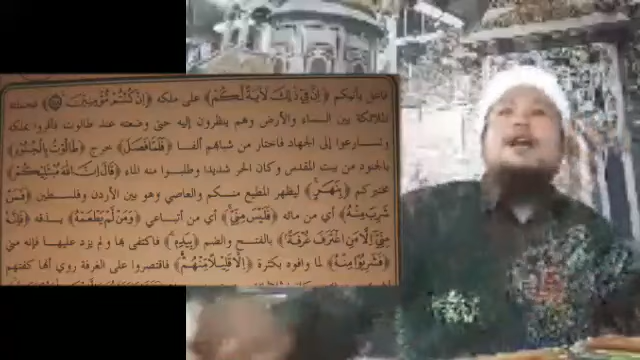 فاعل يأتيكم ﴿إِنَّ فِي ذَٰلِكَ لَآيَةً لَّكُمْ﴾ على ملكه ﴿إِن كُنتُم مُّؤْمِنِينَ﴾ فحملته
الملائكة بين السماء والأرض وهم ينظرون إليه حتى وضعته عند طالوت فأقروا بملكه
وتسارعوا إلى الجهاد فاختار من شبابهم ألفا ﴿فَلَمَّا فَصَلَ﴾ خرج ﴿طَالُوتُ بِالْجُنُودِ﴾
بالجنود من بيت المقدس وكان الحر شديدا وطلبوا منه الماء ﴿قَالَ إِنَّ اللَّهَ مُبْتَلِيكُم﴾
مختبركم ﴿بِنَهَرٍ﴾ ليظهر المطيع منكم والعاصي وهو بين الأردن وفلسطين ﴿فَمَن
شَرِبَ مِنْهُ﴾ أي من مائه ﴿فَلَيْسَ مِنِّي﴾ أي من أتباعي ﴿وَمَن لَّمْ يَطْعَمْهُ﴾ يذقه ﴿فَإِنَّهُ
مِنِّي إِلَّا مَنِ اغْتَرَفَ غُرْفَةً﴾ بالفتح والضم ﴿بِيَدِهِ﴾ فاكتفى بها ولم يزد عليها فإنه مني
﴿فَشَرِبُوا مِنْهُ﴾ لما وافوه بكثرة ﴿إِلَّا قَلِيلًا مِّنْهُمْ﴾ فاقتصروا على الغرفة روي أنها كفتهم